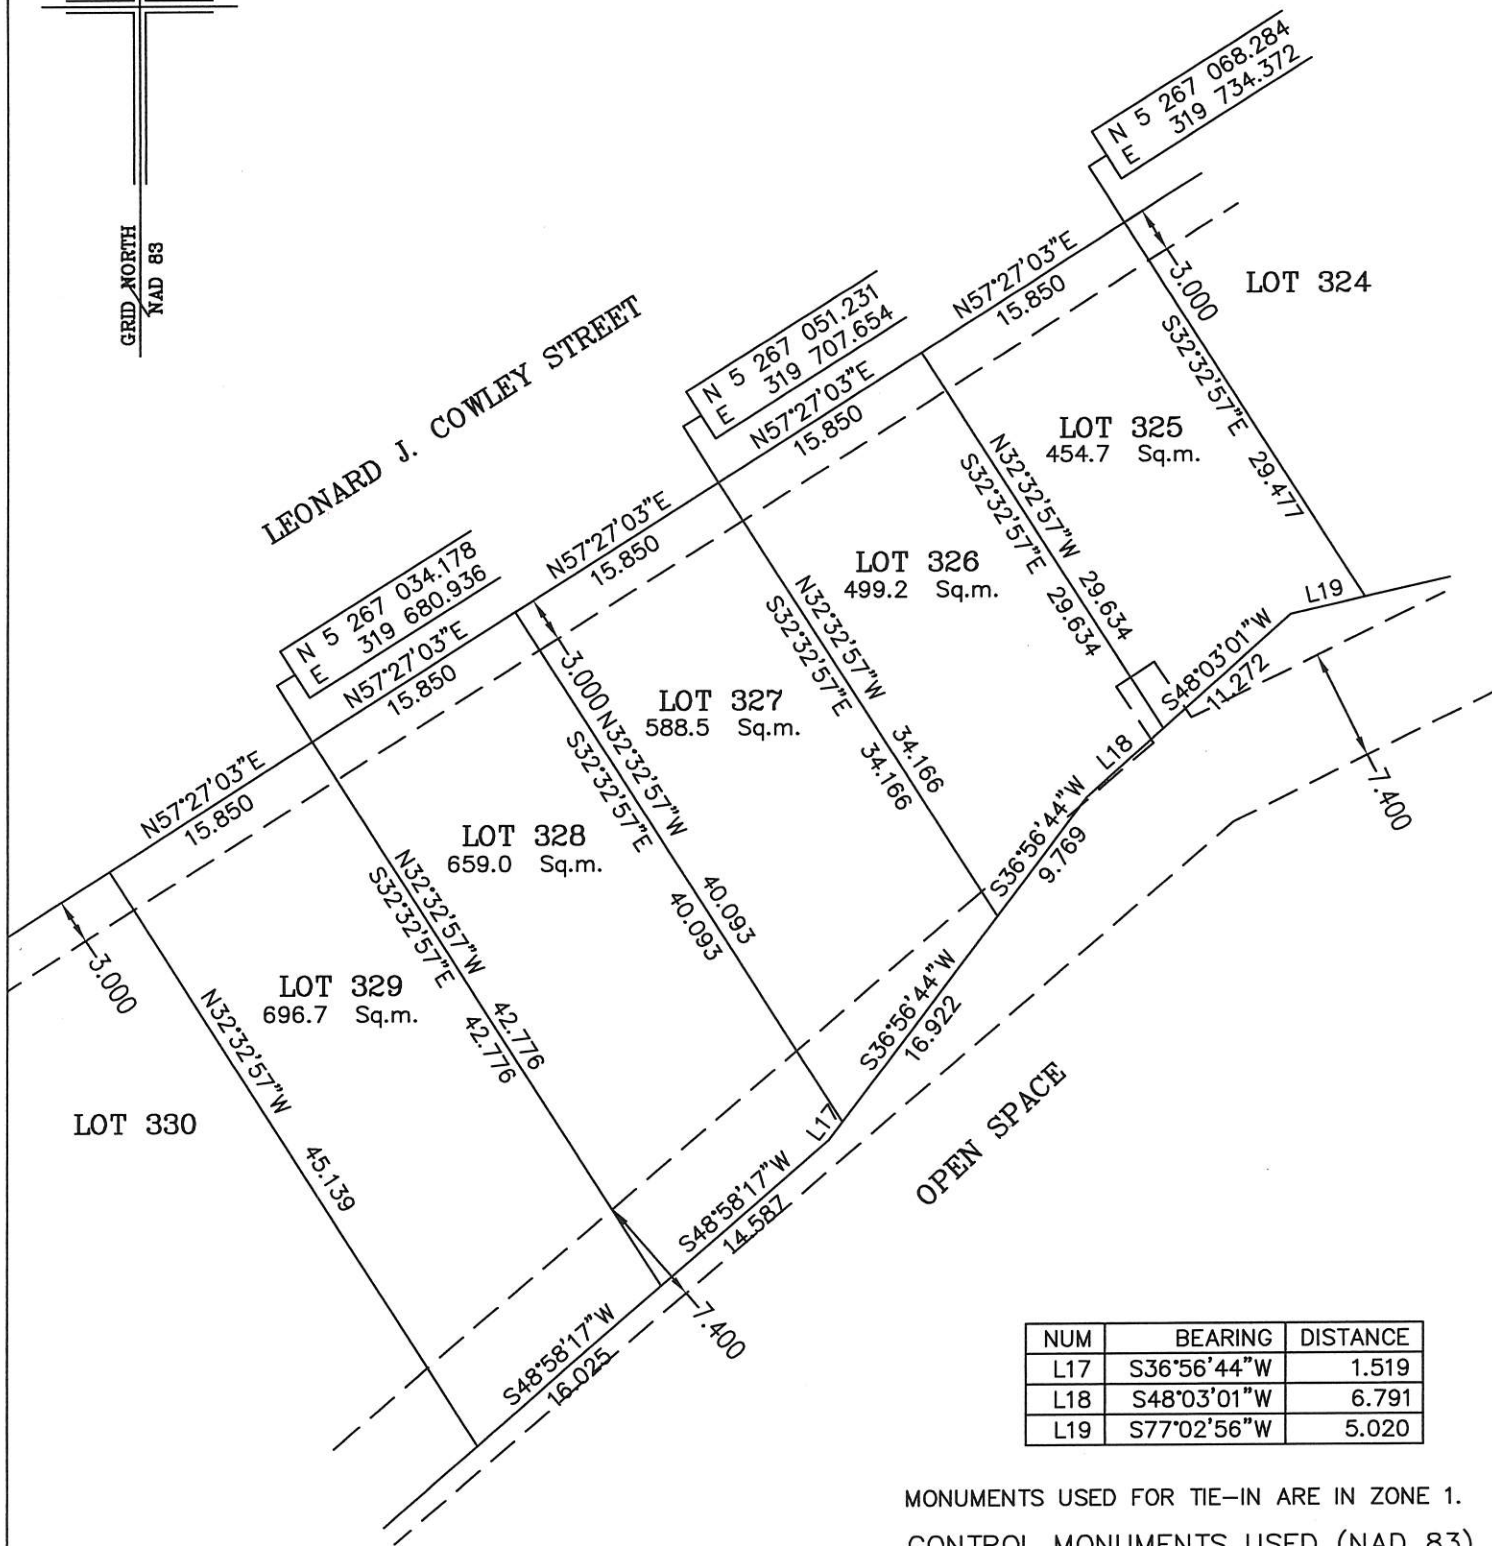 GRID NORTH
NAD 83
LEONARD J. COWLEY STREET
N 5 267 068.284
E 319 734.372
N 5 267 051.231
E 319 707.654
N 5 267 034.178
E 319 680.936
N57°27'03"E
15.850
N57°27'03"E
15.850
N57°27'03"E
15.850
N57°27'03"E
15.850
N57°27'03"E
15.850
3.000
LOT 324
S32°32'57"E 29.477
LOT 325
454.7 Sq.m.
N32°32'57"W 29.634
S32°32'57"E 29.634
L19
S48°03'01"W
11.272
LOT 326
499.2 Sq.m.
N32°32'57"W 34.166
S32°32'57"E 34.166
L18
S36°56'44"W
9.769
7.400
3.000
LOT 327
588.5 Sq.m.
N32°32'57"W 40.093
S32°32'57"E 40.093
S36°56'44"W
16.922
LOT 328
659.0 Sq.m.
N32°32'57"W 42.776
S32°32'57"E 42.776
L17
S48°58'17"W
14.587
3.000
LOT 329
696.7 Sq.m.
N32°32'57"W 45.139
S48°58'17"W
16.025
7.400
LOT 330
OPEN SPACE
NUM BEARING DISTANCE
L17 S36°56'44"W 1.519
L18 S48°03'01"W 6.791
L19 S77°02'56"W 5.020
MONUMENTS USED FOR TIE-IN ARE IN ZONE 1.
CONTROL MONUMENTS USED (NAD 83)